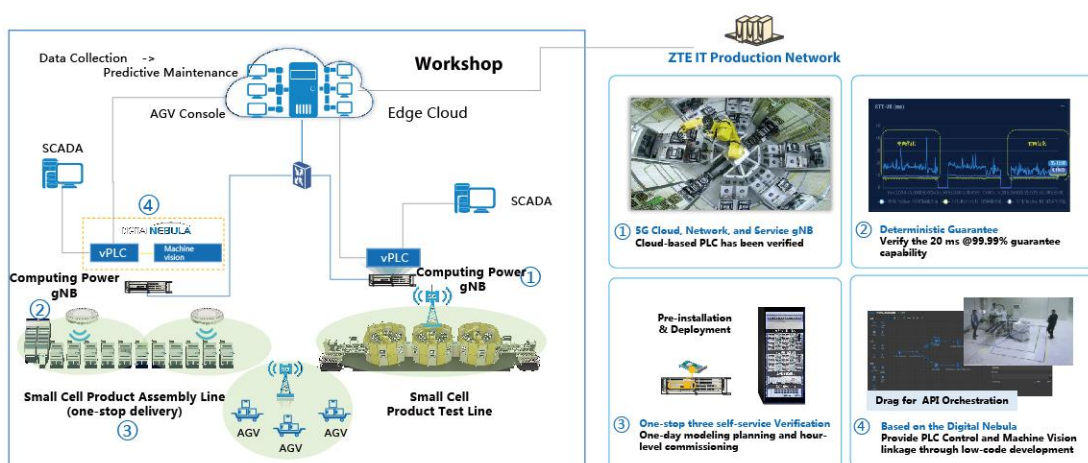 Data Collection ->
Predictive Maintenance
Workshop
AGV Console
Edge Cloud
SCADA
④
DIGITAL NEBULA
vPLC
Machine
vision
SCADA
vPLC
Computing Power
gNB
Computing Power
gNB
①
②
Small Cell Product Assembly Line
(one-stop delivery)
③
AGV
AGV
AGV
Small Cell
Product Test Line
ZTE IT Production Network
① 5G Cloud, Network, and Service gNB
Cloud-based PLC has been verified
② Deterministic Guarantee
Verify the 20 ms @99.99% guarantee
capability
Pre-installation
& Deployment
③ One-stop three self-service Verification
One-day modeling planning and hour-
level commissioning
Drag for API Orchestration
④ Based on the Digital Nebula
Provide PLC Control and Machine Vision
linkage through low-code development